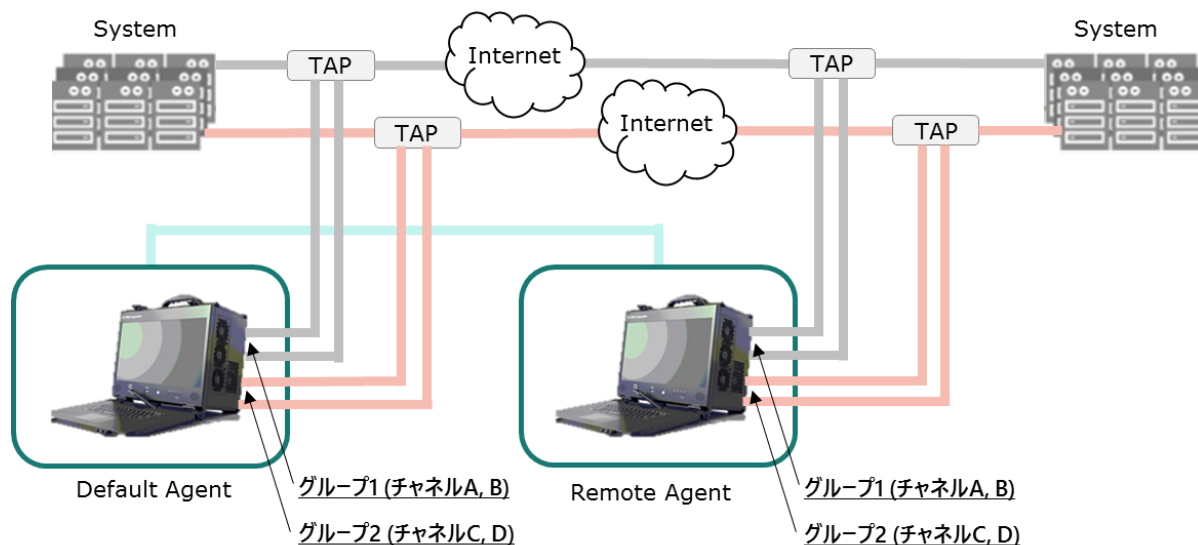 System
System
TAP
Internet
TAP
TAP
Internet
TAP
Default Agent
グループ1 (チャネルA, B)
グループ2 (チャネルC, D)
Remote Agent
グループ1 (チャネルA, B)
グループ2 (チャネルC, D)